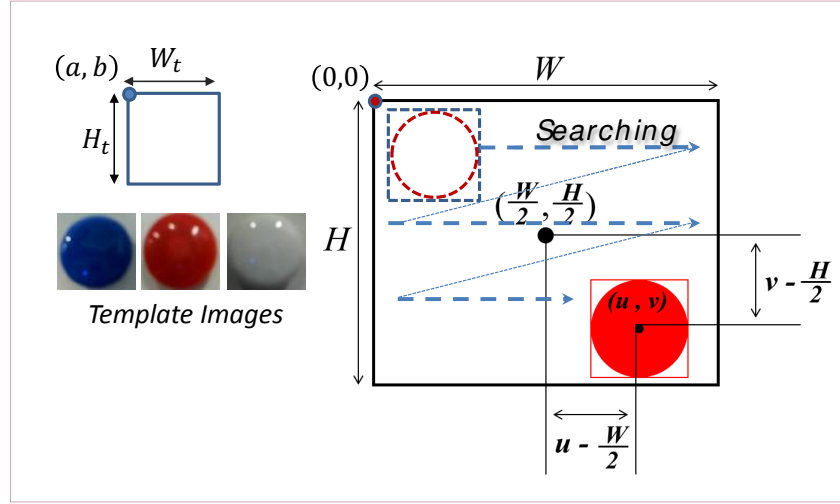 (a, b)
W_t
H_t
Template Images
(0,0)
W
H
Searching
(W/2, H/2)
(u , v)
v - H/2
u - W/2